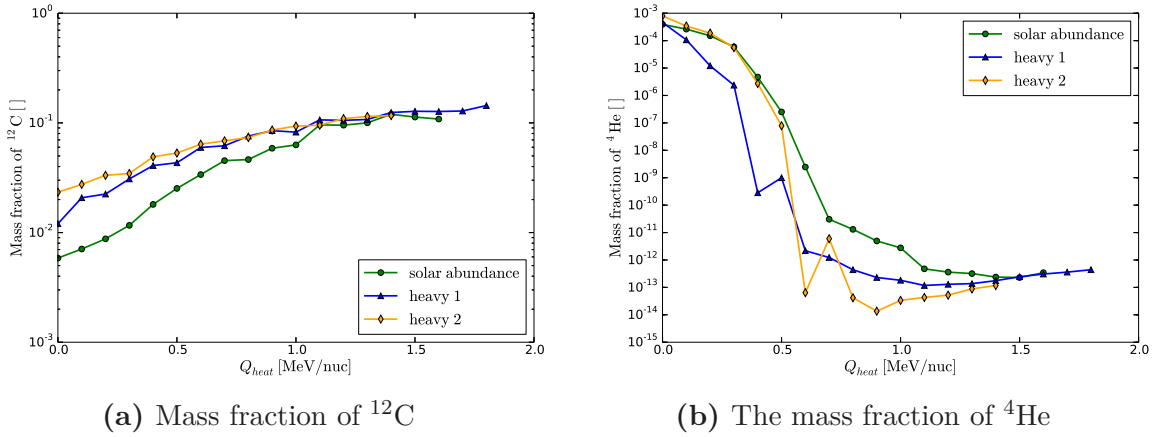 10^0
10^-1
10^-2
10^-3
Mass fraction of ^12 C [ ]
solar abundance
heavy 1
heavy 2
0.0 0.5 1.0 1.5 2.0
Q_heat [MeV/nuc]
(a) Mass fraction of ^12C
10^-3
10^-4
10^-5
10^-6
10^-7
10^-8
10^-9
10^-10
10^-11
10^-12
10^-13
10^-14
10^-15
Mass fraction of ^4 He [ ]
solar abundance
heavy 1
heavy 2
0.0 0.5 1.0 1.5 2.0
Q_heat [MeV/nuc]
(b) The mass fraction of ^4He